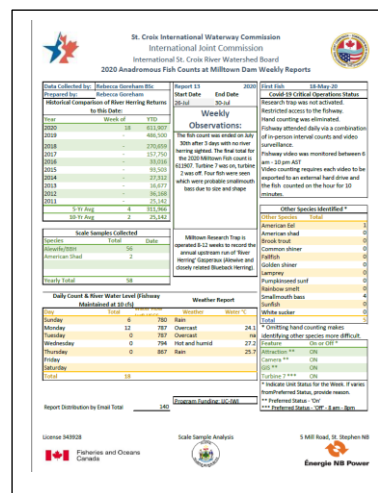 St. Croix International Waterway Commission
International Joint Commission
International St. Croix River Watershed Board
2020 Anadromous Fish Counts at Milltown Dam Weekly Reports
Data Collected by: Rebecca Goreham BSc
Prepared by: Rebecca Goreham
Historical Comparison of River Herring Returns
to this Date:
Year Week of YTD
2020 18 611,907
2019 - 486,500
2018 - 270,659
2017 - 157,750
2016 - 33,016
2015 - 93,503
2014 - 27,312
2013 - 16,677
2012 - 36,168
2011 - 25,142
5-Yr Avg 4 311,966
10-Yr Avg 2 25,142
Scale Samples Collected
Species Total Date
Alewife/BBH 56
American Shad 2
Yearly Total 58
Report 13 2020
Start Date End Date
26-Jul 30-Jul
Weekly
Observations:
The fish count was ended on July
30th after 3 days with no river
herring sighted. The final total for
the 2020 Milltown Fish count is
611907. Turbine 7 was on, turbine
2 was off. Four fish were seen
which were probably smallmouth
bass due to size and shape
Milltown Research Trap is
operated 8-12 weeks to record the
annual upstream run of 'River
Herring' Gaspereaux (Alewive and
closely related Blueback Herring).
First Fish 18-May-20
Covid-19 Critical Operations Status
Research trap was not activated.
Restricted access to the fishway.
Hand counting was eliminated.
Fishway attended daily via a combination
of in-person interval counts and video
surveillance.
Fishway video was monitored between 6
am - 10 pm AST
Video counting requires each video to be
exported to an external hard drive and
the fish counted on the hour for 10
minutes.
Other Species Identified *
Other Species Total
American Eel 1
American shad 0
Brook trout 0
Common shiner 0
Fallfish 0
Golden shiner 0
Lamprey 0
Pumpkinseed sunf 0
Rainbow smelt 0
Smallmouth bass 4
Sunfish 0
White sucker 0
Total 5
* Omitting hand counting makes
identifying other species more difficult.
Feature On or Off *
Attraction ** ON
Camera ** ON
GIS ** ON
Turbine 7 *** ON
* Indicate Unit Status for the Week. If varies
from Preferred Status, provide reason.
** Preferred Status - 'On'
*** Preferred Status - 'Off' - 8 am - 8pm
Daily Count & River Water Level (Fishway
Maintained at 10 cfs)
Day Total
Sunday 6 780
Monday 12 787
Tuesday 0 787
Wednesday 0 794
Thursday 0 867
Friday
Saturday
Total 18
Weather Report
Weather Water °C
Rain
Overcast 24.1
Overcast na
Hot and humid 27.2
Rain 25.7
Report Distribution by Email Total 140
Program Funding: IJC-IWI
License 343928
Scale Sample Analysis
5 Mill Road, St. Stephen NB
Fisheries and Oceans
Canada
Énergie NB Power